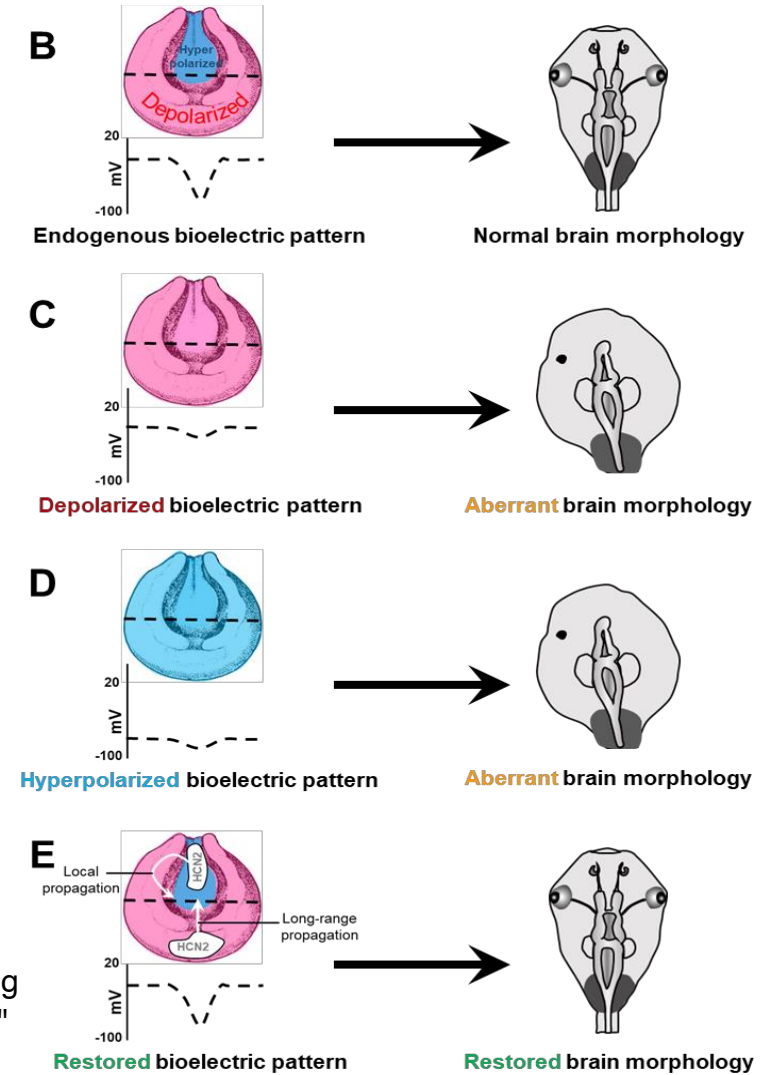 B
Hyper
polarized
Depolarized
20
mV
-100
Endogenous bioelectric pattern
Normal brain morphology
C
20
mV
-100
Depolarized bioelectric pattern
Aberrant brain morphology
D
20
mV
-100
Hyperpolarized bioelectric pattern
Aberrant brain morphology
E
Local
propagation
HCN2
HCN2
Long-range
propagation
20
g
"
mV
-100
Restored bioelectric pattern
Restored brain morphology